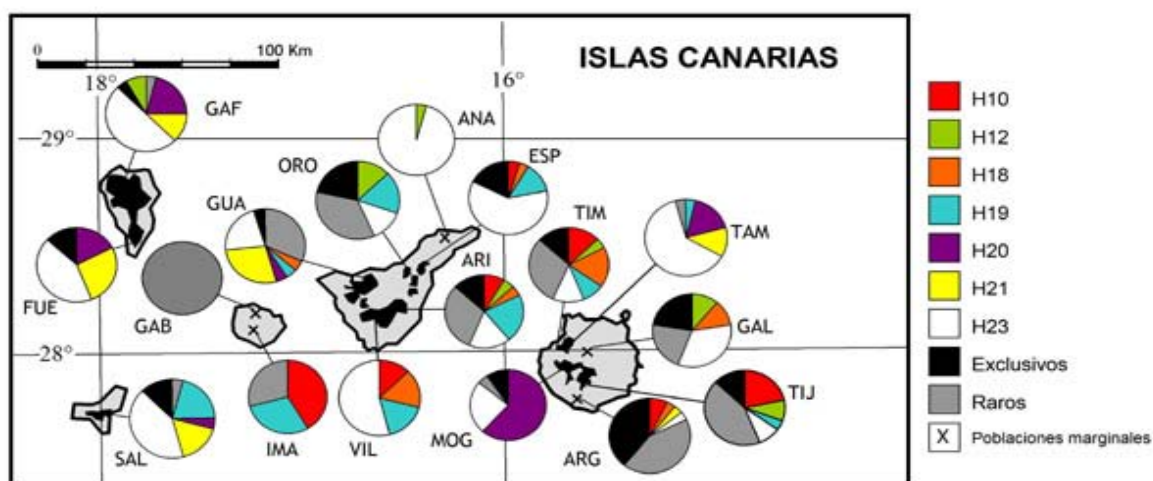 ISLAS CANARIAS
0 100 Km
18° 16°
GAF
29°
ANA
ORO
ESP
GUA
TIM
TAM
ARI
FUE
GAB
GAL
28°
SAL
IMA
VIL
MOG
ARG
TIJ
H10
H12
H18
H19
H20
H21
H23
Exclusivos
Raros
X Poblaciones marginales